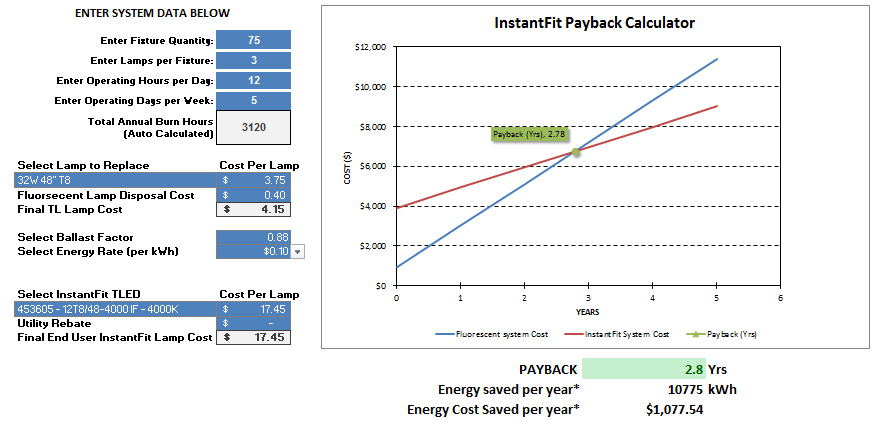 ENTER SYSTEM DATA BELOW
Enter Fixture Quantity: 75
Enter Lamps per Fixture: 3
Enter Operating Hours per Day: 12
Enter Operating Days per Week: 5
Total Annual Burn Hours
(Auto Calculated) 3120
Select Lamp to Replace Cost Per Lamp
32W 48" T8 $ 3.75
Fluorsecent Lamp Disposal Cost $ 0.40
Final TL Lamp Cost $ 4.15
Select Ballast Factor 0.88
Select Energy Rate (per kWh) $0.10
Select InstantFit TLED Cost Per Lamp
453605 - 12T8/48-4000 IF - 4000K $ 17.45
Utility Rebate $ -
Final End User InstantFit Lamp Cost $ 17.45
InstantFit Payback Calculator
$12,000
$10,000
$8,000
$6,000
$4,000
$2,000
$0
COST ($)
Payback (Yrs), 2.78
0 1 2 3 4 5 6
YEARS
Fluorescent system Cost InstantFit System Cost Payback (Yrs)
PAYBACK 2.8 Yrs
Energy saved per year* 10775 kWh
Energy Cost Saved per year* $1,077.54